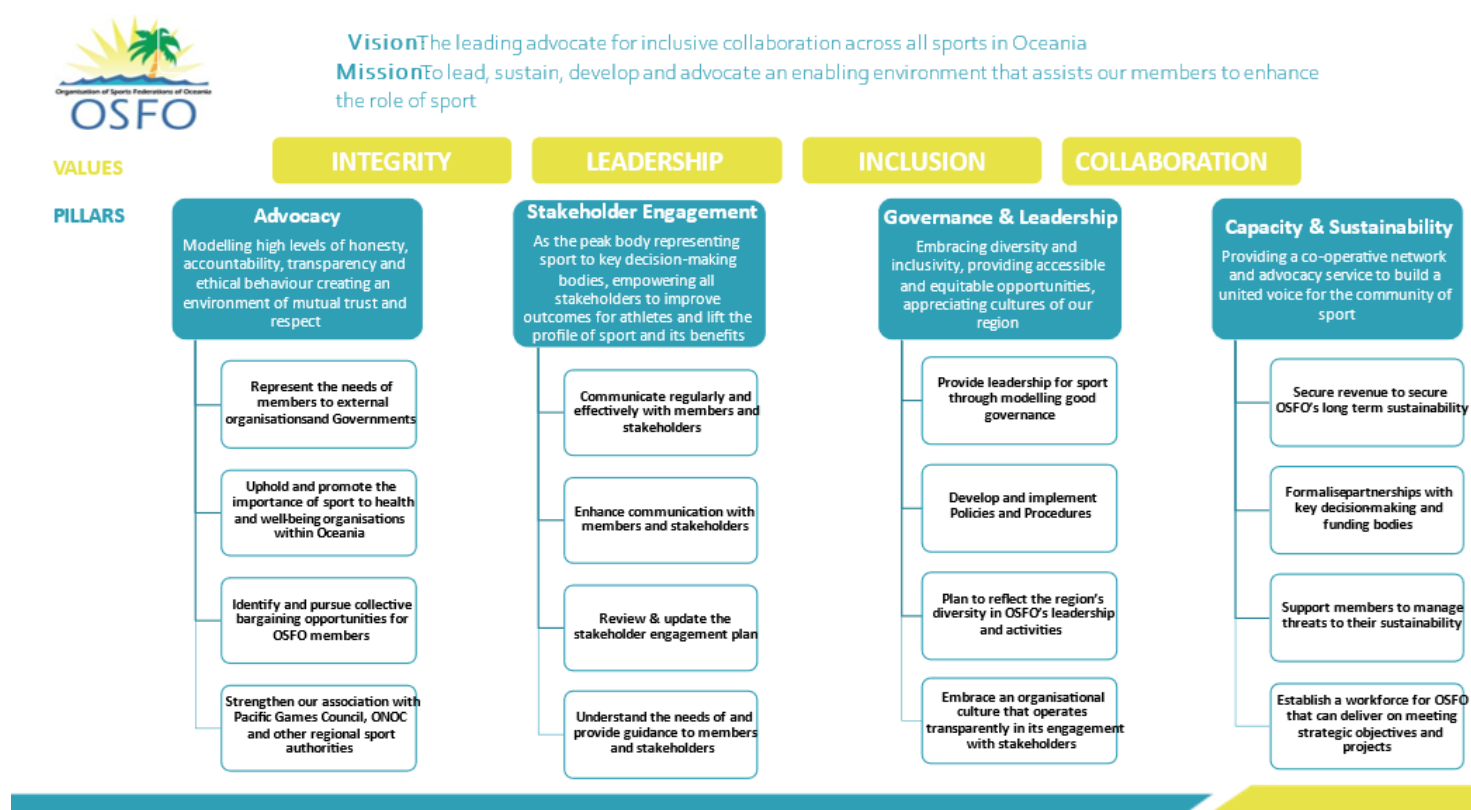 Organisation of Sports Federations of Oceania
OSFO
Vision The leading advocate for inclusive collaboration across all sports in Oceania
Mission To lead, sustain, develop and advocate an enabling environment that assists our members to enhance
the role of sport
VALUES
INTEGRITY
LEADERSHIP
INCLUSION
COLLABORATION
PILLARS
Advocacy
Modelling high levels of honesty,
accountability, transparency and
ethical behaviour creating an
environment of mutual trust and
respect
Represent the needs of
members to external
organisationsand Governments
Uphold and promote the
importance of sport to health
and well-being organisations
within Oceania
Identify and pursue collective
bargaining opportunities for
OSFO members
Strengthen our association with
Pacific Games Council, ONOC
and other regional sport
authorities
Stakeholder Engagement
As the peak body representing
sport to key decision-making
bodies, empowering all
stakeholders to improve
outcomes for athletes and lift the
profile of sport and its benefits
Communicate regularly and
effectively with members and
stakeholders
Enhance communication with
members and stakeholders
Review & update the
stakeholder engagement plan
Understand the needs of and
provide guidance to members
and stakeholders
Governance & Leadership
Embracing diversity and
inclusivity, providing accessible
and equitable opportunities,
appreciating cultures of our
region
Provide leadership for sport
through modelling good
governance
Develop and implement
Policies and Procedures
Plan to reflect the region's
diversity in OSFO's leadership
and activities
Embrace an organisational
culture that operates
transparently in its engagement
with stakeholders
Capacity & Sustainability
Providing a co-operative network
and advocacy service to build a
united voice for the community of
sport
Secure revenue to secure
OSFO's long term sustainability
Formalisepartnerships with
key decision-making and
funding bodies
Support members to manage
threats to their sustainability
Establish a workforce for OSFO
that can deliver on meeting
strategic objectives and
projects